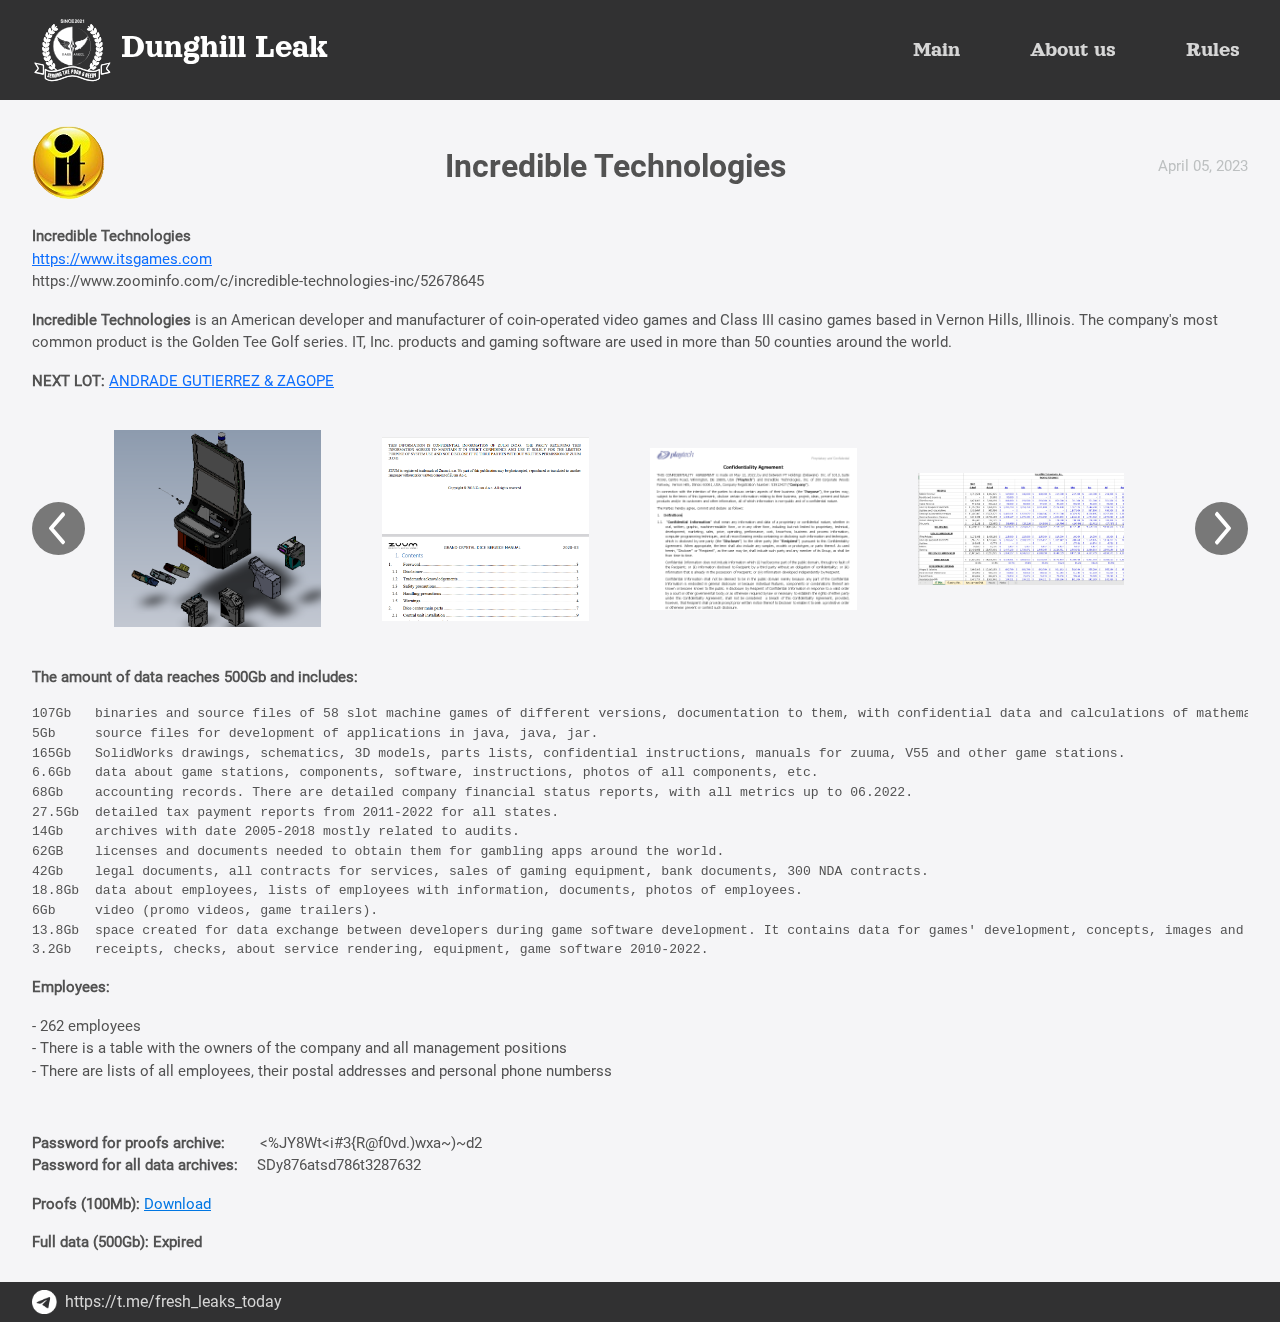 SINCE 2021
Dunghill Leak
Main
About us
Rules
it
Incredible Technologies
April 05, 2023
Incredible Technologies
https://www.itsgames.com
https://www.zoominfo.com/c/incredible-technologies-inc/52678645
Incredible Technologies is an American developer and manufacturer of coin-operated video games and Class III casino games based in Vernon Hills, Illinois. The company's most
common product is the Golden Tee Golf series. IT, Inc. products and gaming software are used in more than 50 counties around the world.
NEXT LOT: ANDRADE GUTIERREZ & ZAGOPE
Contents
playtech
Confidentiality Agreement
The amount of data reaches 500Gb and includes:
107Gb binaries and source files of 58 slot machine games of different versions, documentation to them, with confidential data and calculations of mathema
5Gb source files for development of applications in java, java, jar.
165Gb SolidWorks drawings, schematics, 3D models, parts lists, confidential instructions, manuals for zuuma, V55 and other game stations.
6.6Gb data about game stations, components, software, instructions, photos of all components, etc.
68Gb accounting records. There are detailed company financial status reports, with all metrics up to 06.2022.
27.5Gb detailed tax payment reports from 2011-2022 for all states.
14Gb archives with date 2005-2018 mostly related to audits.
62GB licenses and documents needed to obtain them for gambling apps around the world.
42Gb legal documents, all contracts for services, sales of gaming equipment, bank documents, 300 NDA contracts.
18.8Gb data about employees, lists of employees with information, documents, photos of employees.
6Gb video (promo videos, game trailers).
13.8Gb space created for data exchange between developers during game software development. It contains data for games' development, concepts, images and
3.2Gb receipts, checks, about service rendering, equipment, game software 2010-2022.
Employees:
- 262 employees
- There is a table with the owners of the company and all management positions
- There are lists of all employees, their postal addresses and personal phone numberss
Password for proofs archive: <%JY8Wt<i#3{R@f0vd.)wxa~)~d2
Password for all data archives: SDy876atsd786t3287632
Proofs (100Mb): Download
Full data (500Gb): Expired
https://t.me/fresh_leaks_today